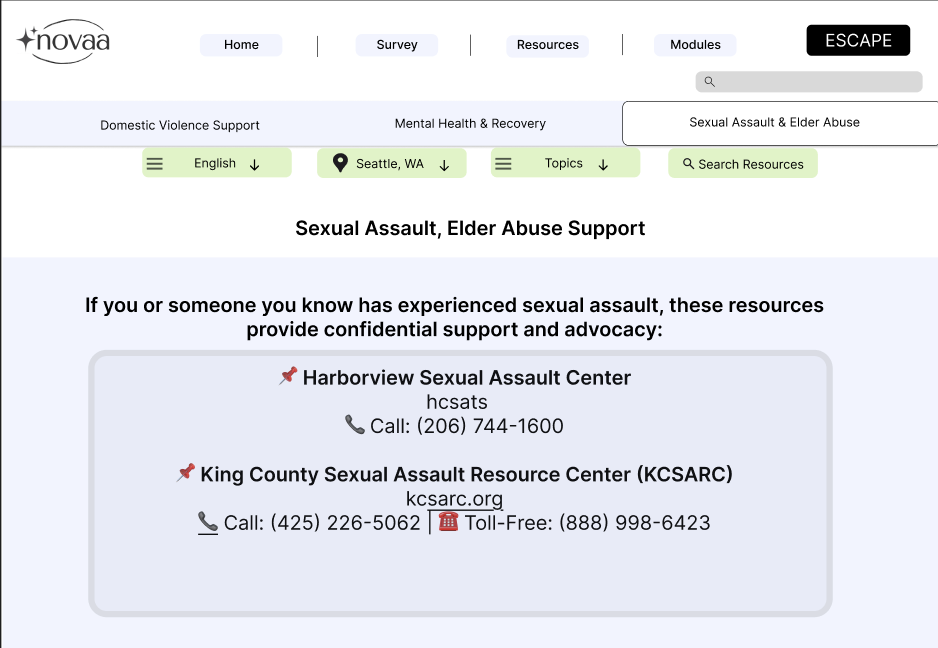 novaa
Home
Survey
Resources
Modules
ESCAPE
Domestic Violence Support
Mental Health & Recovery
Sexual Assault & Elder Abuse
English
Seattle, WA
Topics
Search Resources
Sexual Assault, Elder Abuse Support
If you or someone you know has experienced sexual assault, these resources
provide confidential support and advocacy:
Harborview Sexual Assault Center
hcsats
Call: (206) 744-1600
King County Sexual Assault Resource Center (KCSARC)
kcsarc.org
Call: (425) 226-5062 | Toll-Free: (888) 998-6423